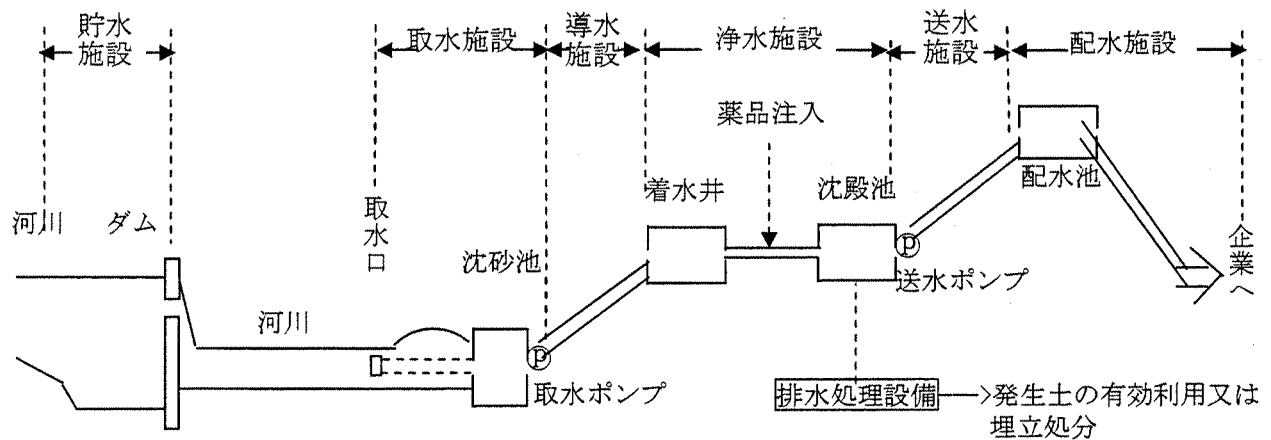 貯水
施設
取水施設
導水
施設
浄水施設
送水
施設
配水施設
薬品注入
河川
ダム
取水口
沈砂池
着水井
沈殿池
配水池
企業へ
河川
P
取水ポンプ
P
送水ポンプ
排水処理設備
発生土の有効利用又は
埋立処分